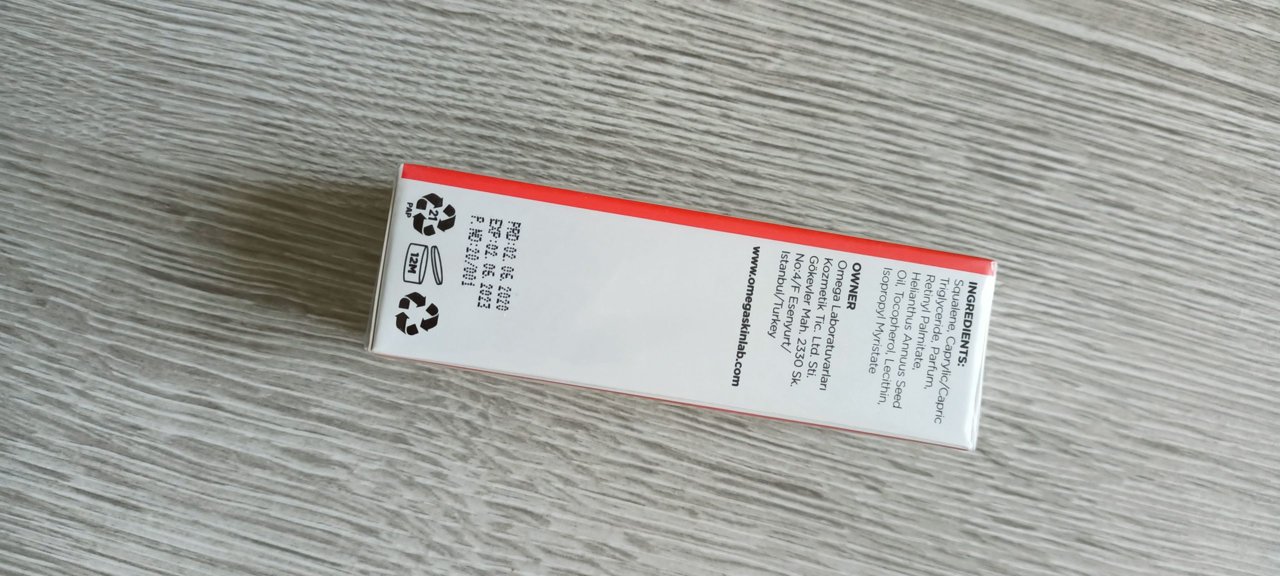 INGREDIENTS:
Squalene, Caprylic/Capric
Triglyceride, Parfum,
Retinyl Palmitate,
Helianthus Annuus Seed
Oil, Tocopherol, Lecithin,
Isopropyl Myristate
OWNER
Omega Laboratuvarları
Kozmetik Tic. Ltd. Sti.
Gökevler Mah. 2330 Sk.
No:4/F Esenyurt/
Istanbul/Turkey
www.omegaskinlab.com
PRD:02.06.2020
EXP:02.06.2023
P.NO:20/001
21
PAP
12M